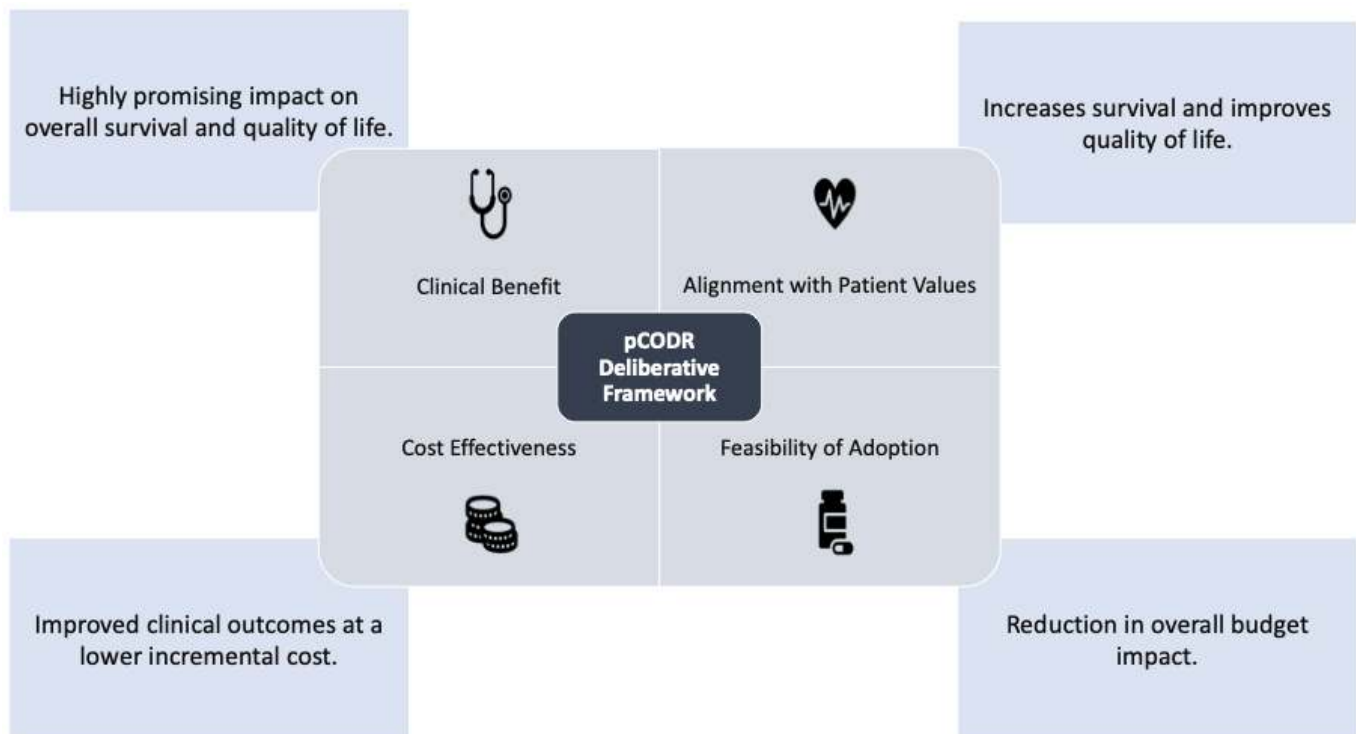 Highly promising impact on
overall survival and quality of life.
Increases survival and improves
quality of life.
Clinical Benefit
Alignment with Patient Values
pCODR
Deliberative
Framework
Cost Effectiveness
Feasibility of Adoption
Improved clinical outcomes at a
lower incremental cost.
Reduction in overall budget
impact.